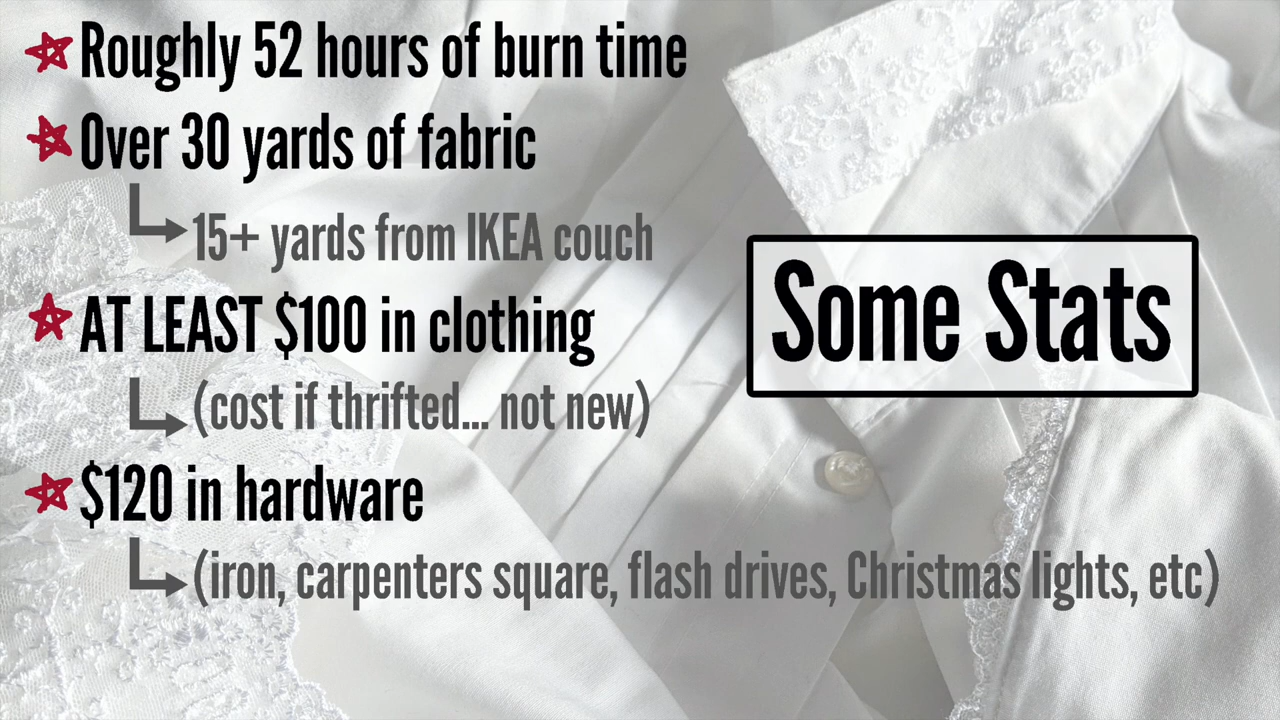 Roughly 52 hours of burn time
Over 30 yards of fabric
15+ yards from IKEA couch
AT LEAST $100 in clothing
(cost if thrifted... not new)
$120 in hardware
(iron, carpenters square, flash drives, Christmas lights, etc)
Some Stats